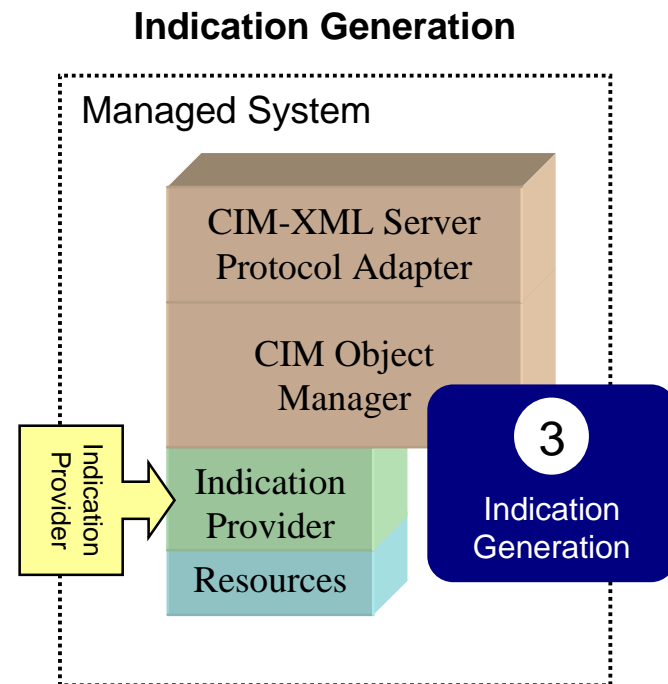 Indication Generation
Managed System
CIM-XML Server
Protocol Adapter
CIM Object
Manager
3
Indication
Generation
Indication
Provider
Indication
Provider
Resources